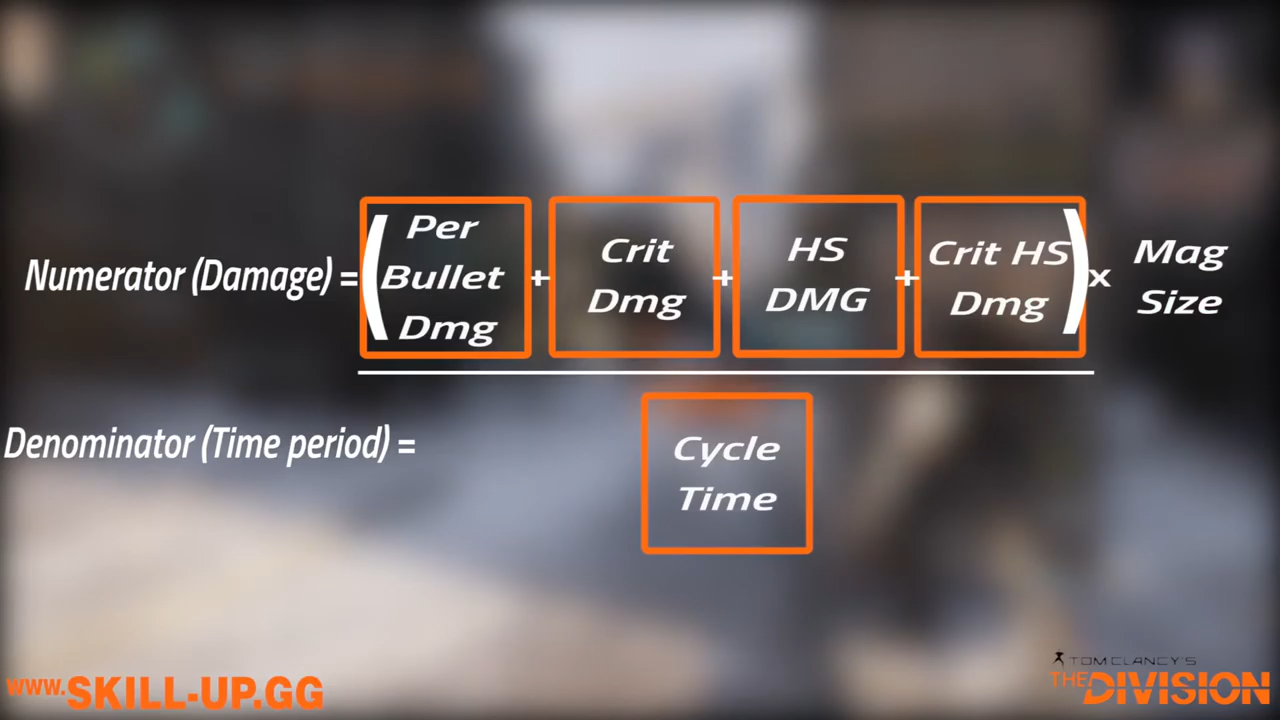 Numerator (Damage) = (Per Bullet Dmg + Crit Dmg + HS DMG + Crit HS Dmg) x Mag Size
Denominator (Time period) = Cycle Time
www.SKILL-UP.GG
TOM CLANCY'S
THE DIVISION